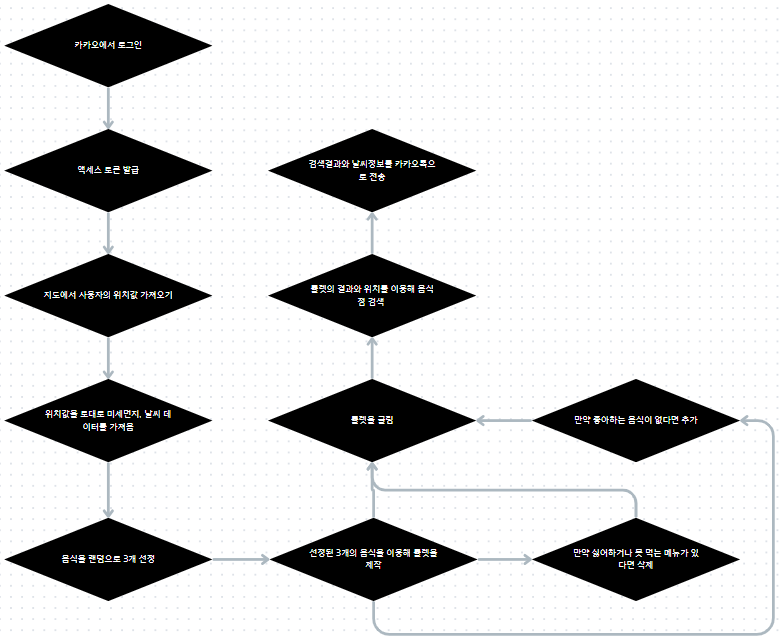 카카오에서 로그인
액세스 토큰 발급
검색결과와 날씨정보를 카카오톡으
로 전송
지도에서 사용자의 위치값 가져오기
룰렛의 결과와 위치를 이용해 음식
점 검색
위치값을 토대로 미세먼지, 날씨 데
이터를 가져옴
룰렛을 굴림
만약 좋아하는 음식이 없다면 추가
음식을 랜덤으로 3개 선정
선정된 3개의 음식을 이용해 룰렛을
제작
만약 싫어하거나 못 먹는 메뉴가 있
다면 삭제